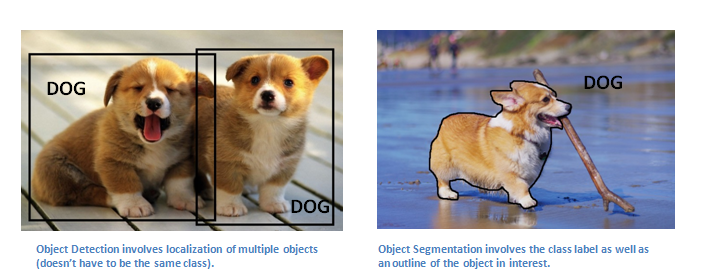 DOG
DOG
Object Detection involves localization of multiple objects
(doesn't have to be the same class).
DOG
Object Segmentation involves the class label as well as
an outline of the object in interest.